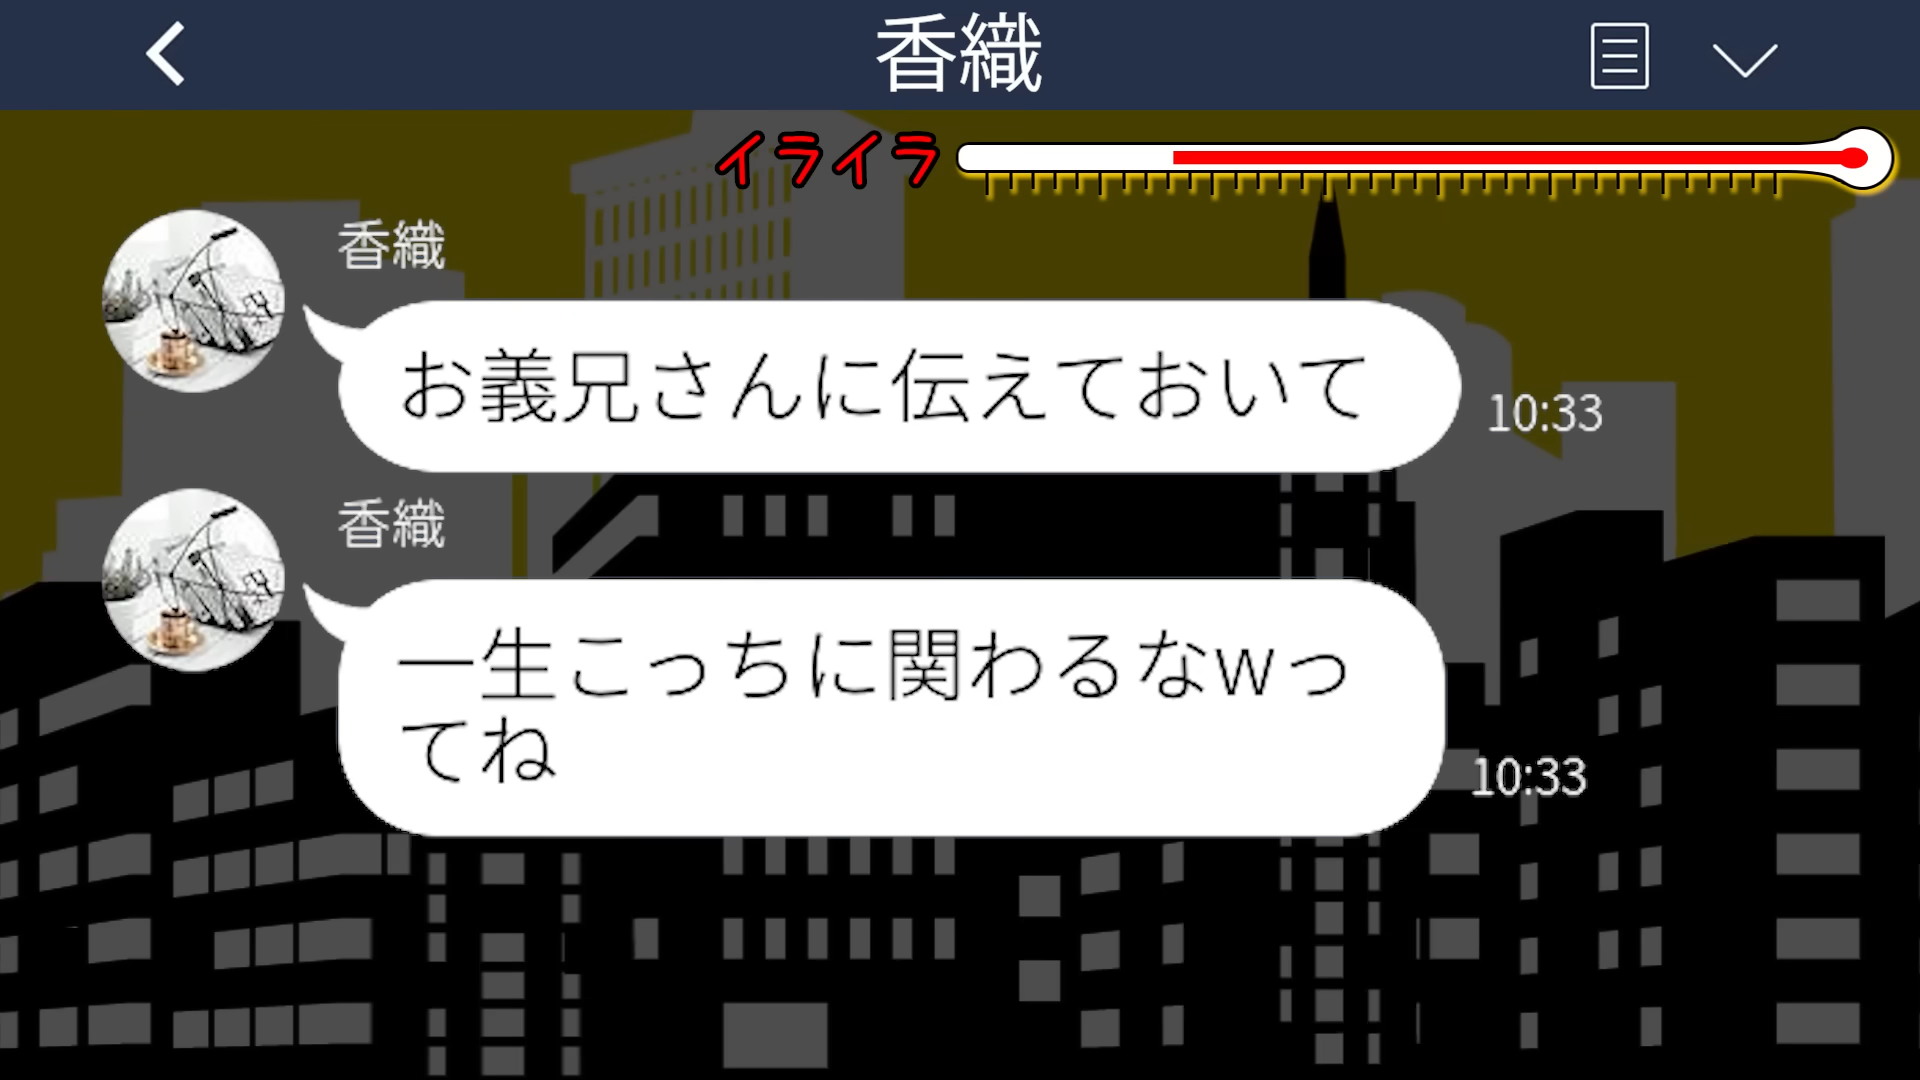 香織
イライラ
香織
お義兄さんに伝えておいて
10:33
香織
一生こっちに関わるなwっ
てね
10:33